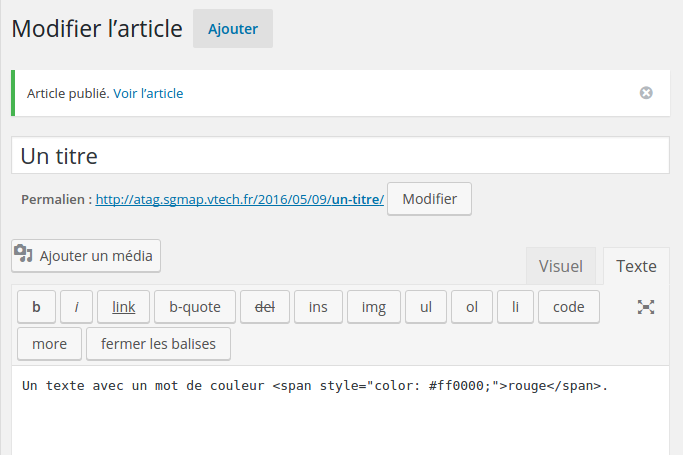 Modifier l’article Ajouter
Article publié. Voir l’article
Un titre
Permalien : http://atag.sgmap.vtech.fr/2016/05/09/un-titre/ Modifier
Ajouter un média
Visuel Texte
b i link b-quote del ins img ul ol li code
more fermer les balises
Un texte avec un mot de couleur <span style="color: #ff0000;">rouge</span>.